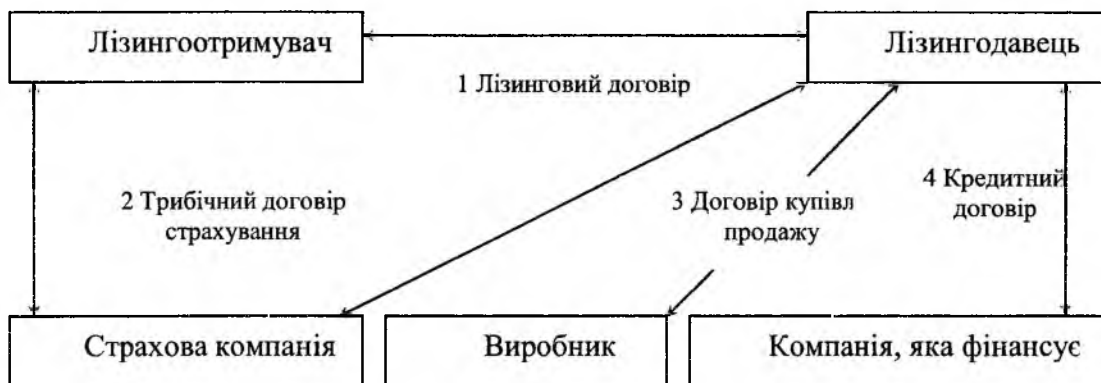 Лізингоотримувач
Лізингодавець
1 Лізинговий договір
2 Трибічний договір
страхування
3 Договір купівл
продажу
4 Кредитний
договір
Страхова компанія
Виробник
Компанія, яка фінансує